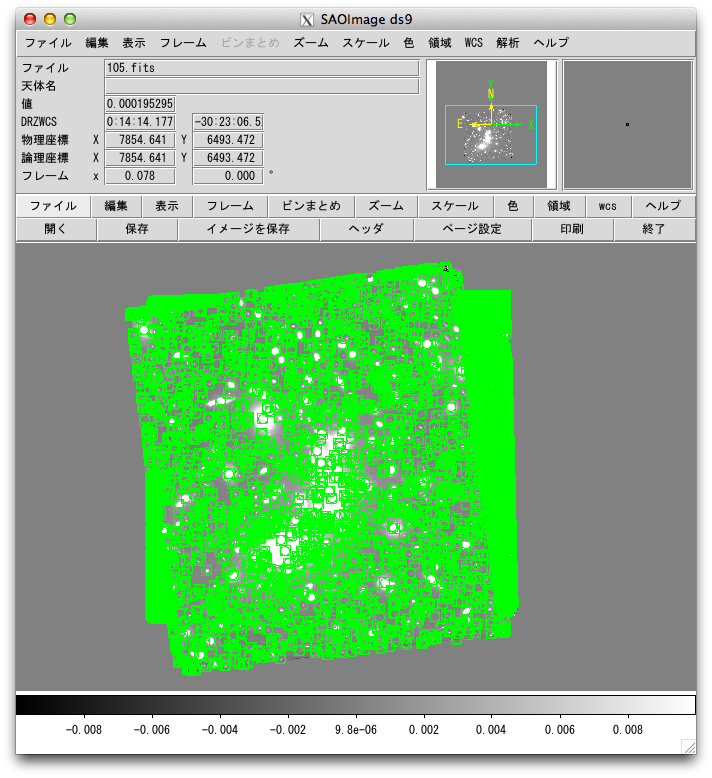 SAOImage ds9
ファイル 編集 表示 フレーム ビンまとめ ズーム スケール 色 領域 WCS 解析 ヘルプ
ファイル 105.fits
天体名
値 0.000195295
DRZWCS 0:14:14.177 -30:23:06.5
物理座標 X 7854.641 Y 6493.472
論理座標 X 7854.641 Y 6493.472
フレーム x 0.078 0.000 °
Y
N
E X
ファイル 編集 表示 フレーム ビンまとめ ズーム スケール 色 領域 wcs ヘルプ
開く 保存 イメージを保存 ヘッダ ページ設定 印刷 終了
-0.008 -0.006 -0.004 -0.002 9.8e-06 0.002 0.004 0.006 0.008